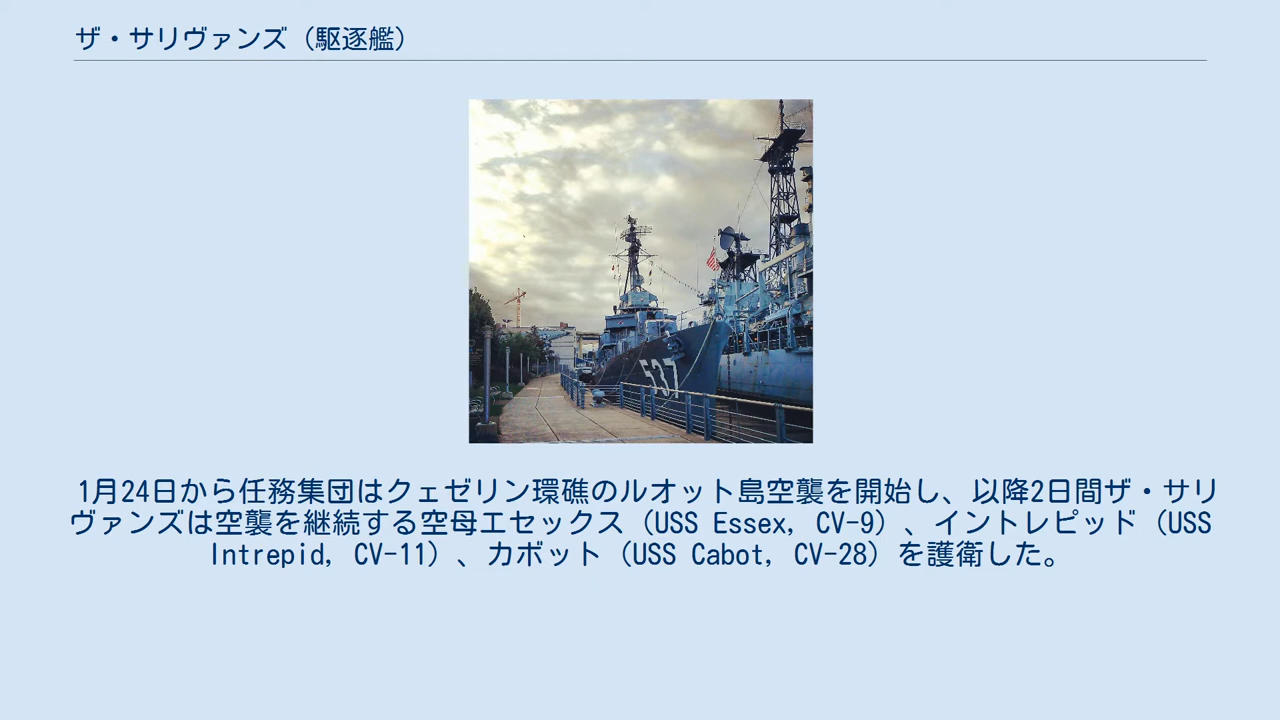 ザ・サリヴァンズ（駆逐艦）
537
1月24日から任務集団はクェゼリン環礁のルオット島空襲を開始し、以降2日間ザ・サリ
ヴァンズは空襲を継続する空母エセックス（USS Essex, CV-9）、イントレピッド（USS
Intrepid, CV-11）、カボット（USS Cabot, CV-28）を護衛した。